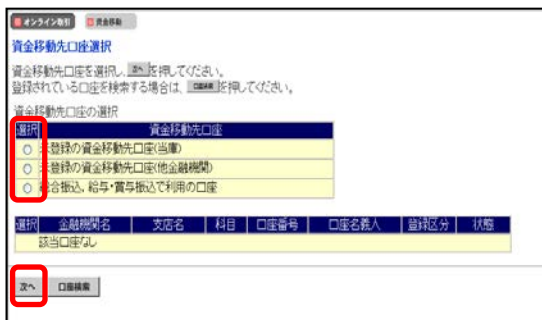 オンライン取引 資金移動
資金移動先口座選択
資金移動先口座を選択し、 次へ を押してください。
登録されている口座を検索する場合は、 口座検索 を押してください。
資金移動先口座の選択
選択 資金移動先口座
未登録の資金移動先口座(当庫)
未登録の資金移動先口座(他金融機関)
総合振込、給与・賞与振込で利用の口座
選択 金融機関名 支店名 科目 口座番号 口座名義人 登録区分 状態
該当口座なし
次へ 口座検索